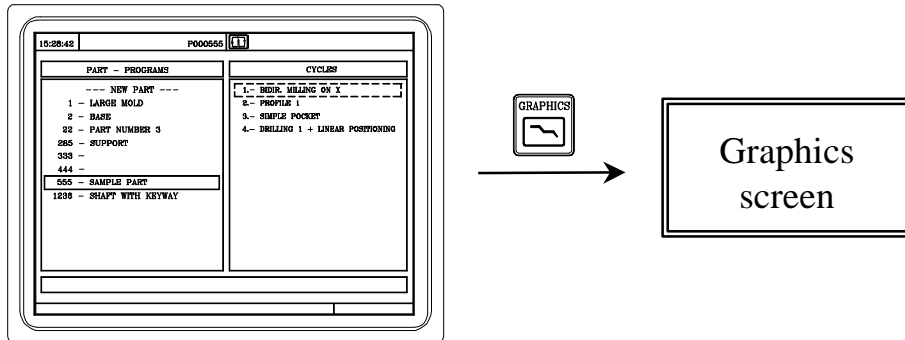 15:28:42 P000555
PART - PROGRAMS
--- NEW PART ---
1 - LARGE MOLD
2 - BASE
22 - PART NUMBER 3
285 - SUPPORT
333 -
444 -
555 - SAMPLE PART
1236 - SHAFT WITH KEYWAY
CYCLES
1.- BIDIR. MILLING ON X
2.- PROFILE 1
3.- SIMPLE POCKET
4.- DRILLING 1 + LINEAR POSITIONING
GRAPHICS
Graphics
screen